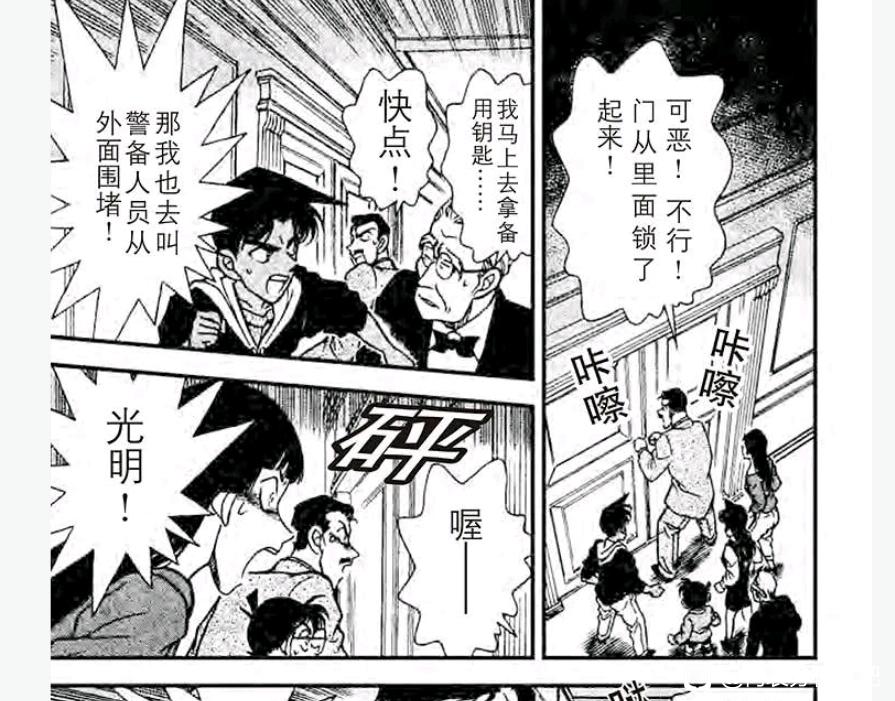 可恶！不行！
门从里面锁了
起来！
咔嚓
咔嚓
我马上去拿备
用钥匙……
快点！
那我也去叫
警备人员从
外面围堵！
砰
喔——
光明！